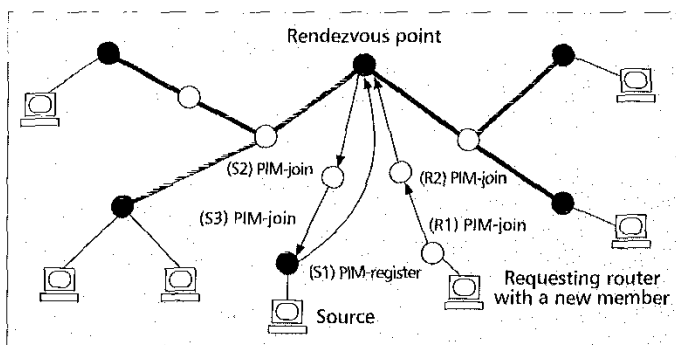 Rendezvous point
(S2) PIM-join
(R2) PIM-join
(S3) PIM-join
(R1) PIM-join
(S1) PIM-register
Requesting router
with a new member
Source